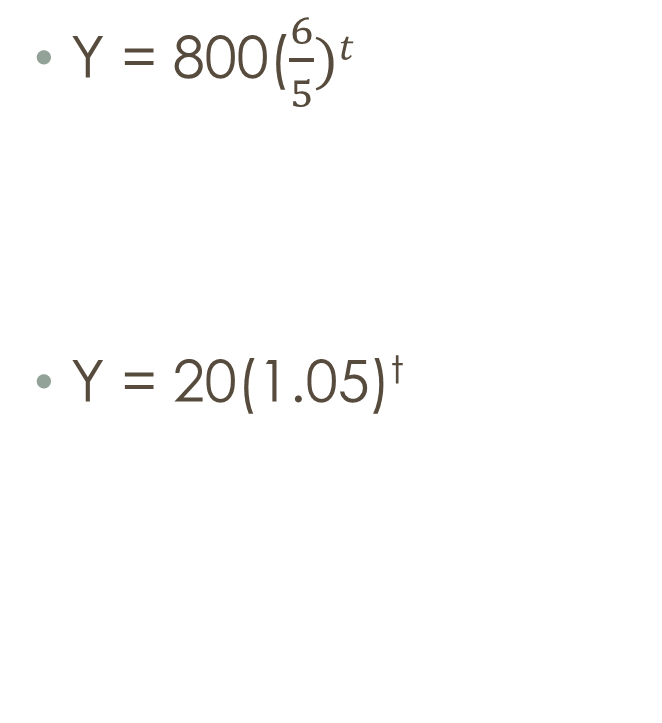 • Y = 800(6/5)^t
• Y = 20(1.05)^t